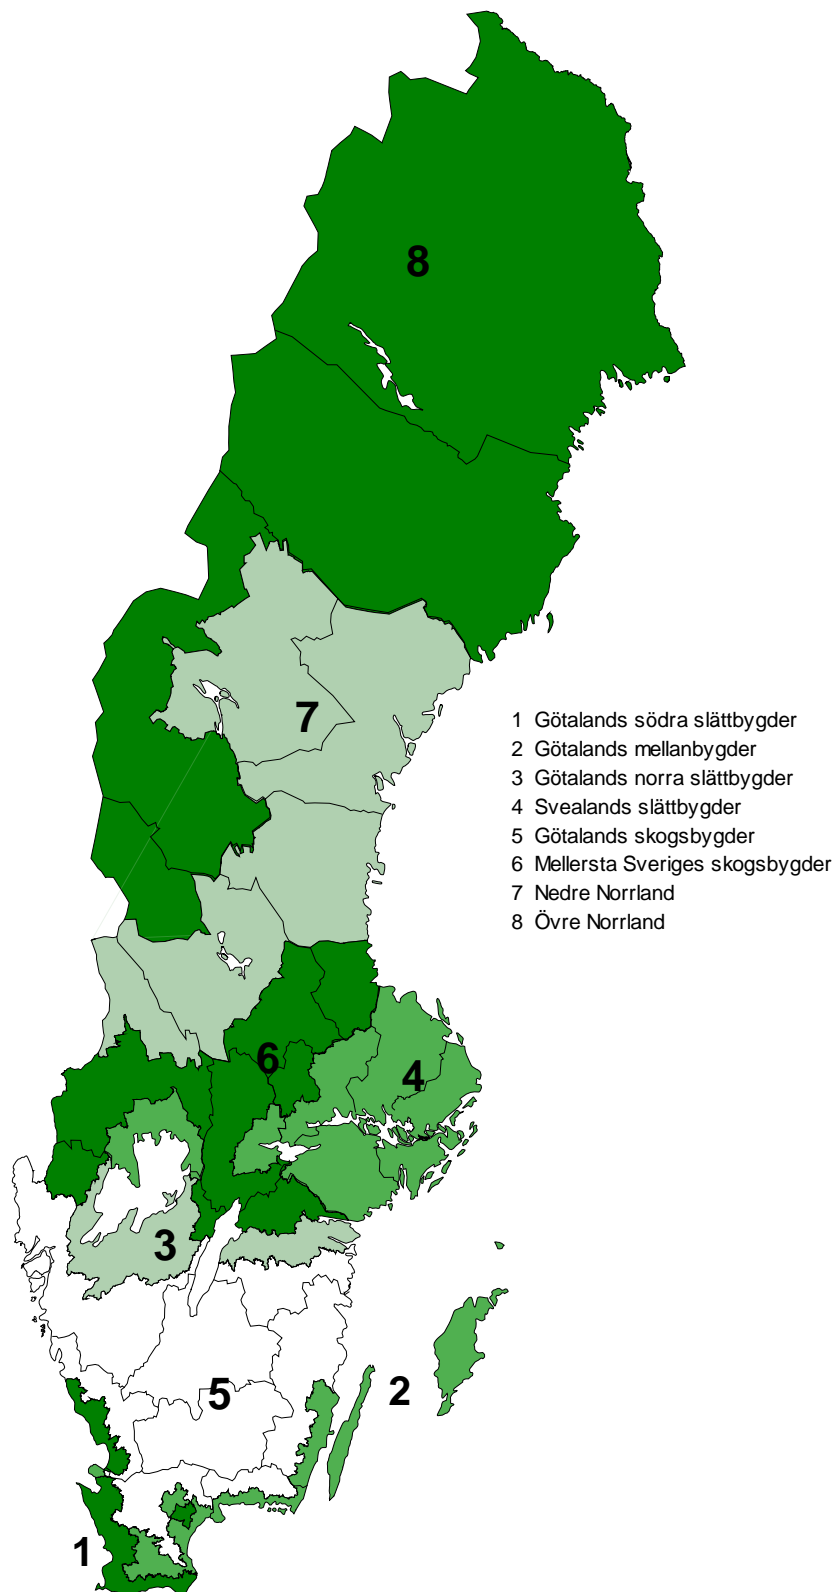 8
7
1 Götalands södra slättbygder
2 Götalands mellanbygder
3 Götalands norra slättbygder
4 Svealands slättbygder
5 Götalands skogsbygder
6 Mellersta Sveriges skogsbygder
7 Nedre Norrland
8 Övre Norrland
6
4
3
5
2
1